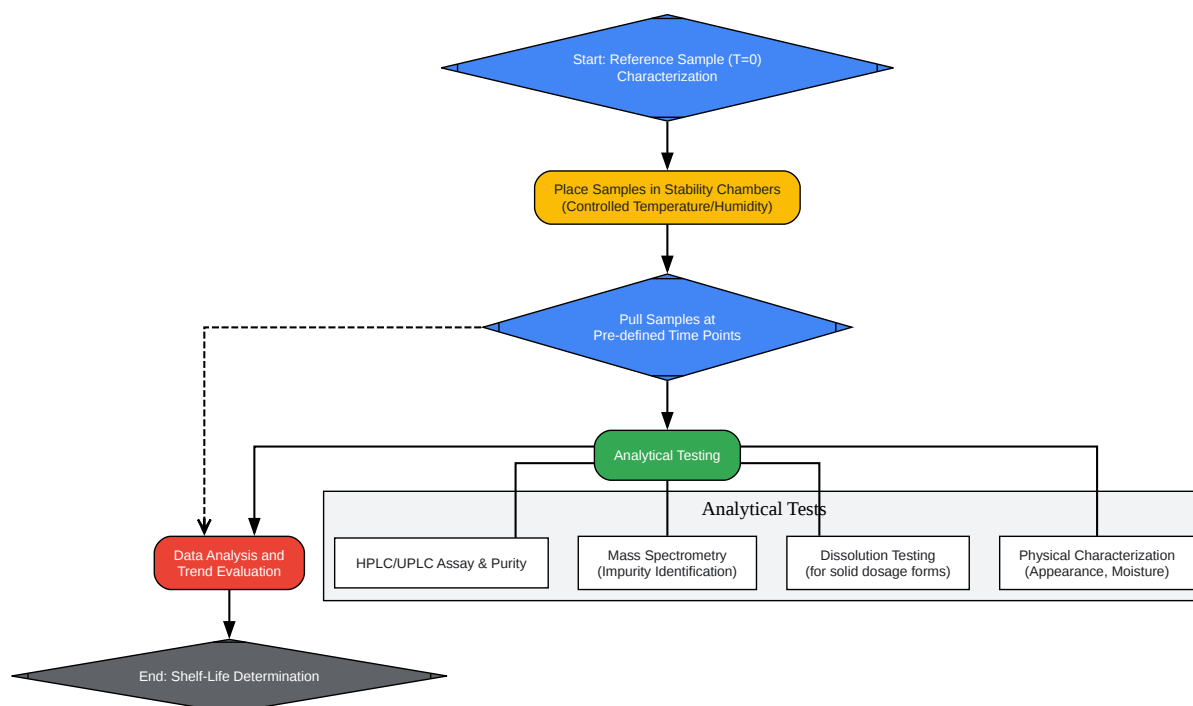 Start: Reference Sample (T=0)
Characterization
Place Samples in Stability Chambers
(Controlled Temperature/Humidity)
Pull Samples at
Pre-defined Time Points
Analytical Testing
Analytical Tests
Data Analysis and
Trend Evaluation
HPLC/UPLC Assay & Purity
Mass Spectrometry
(Impurity Identification)
Dissolution Testing
(for solid dosage forms)
Physical Characterization
(Appearance, Moisture)
End: Shelf-Life Determination